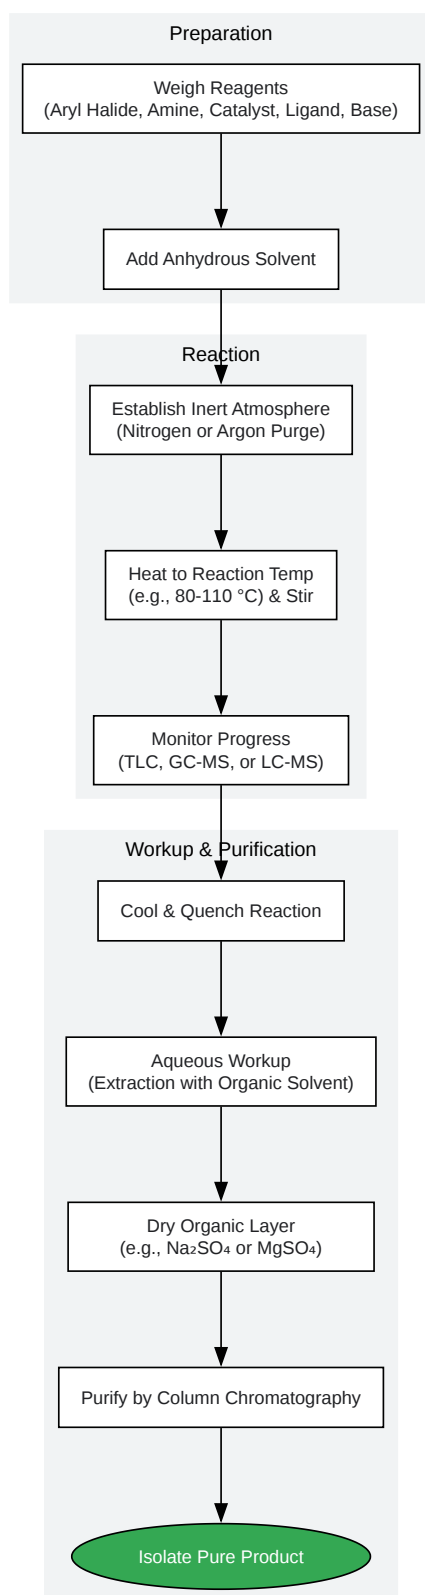 Preparation
Weigh Reagents
(Aryl Halide, Amine, Catalyst, Ligand, Base)
Add Anhydrous Solvent
Reaction
Establish Inert Atmosphere
(Nitrogen or Argon Purge)
Heat to Reaction Temp
(e.g., 80-110 °C) & Stir
Monitor Progress
(TLC, GC-MS, or LC-MS)
Workup & Purification
Cool & Quench Reaction
Aqueous Workup
(Extraction with Organic Solvent)
Dry Organic Layer
(e.g., Na₂SO₄ or MgSO₄)
Purify by Column Chromatography
Isolate Pure Product